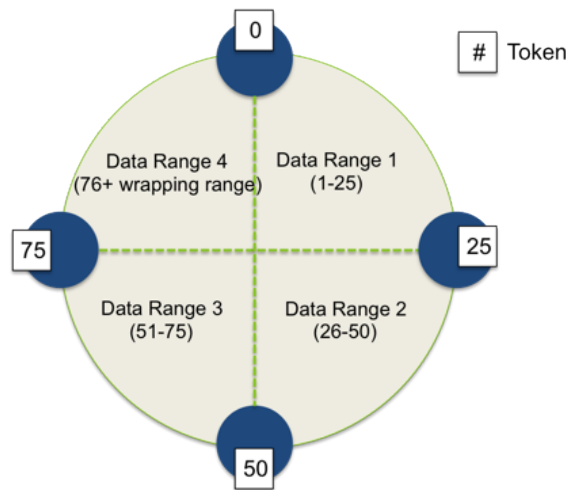 0
# Token
Data Range 4
(76+ wrapping range)
Data Range 1
(1-25)
75
25
Data Range 3
(51-75)
Data Range 2
(26-50)
50